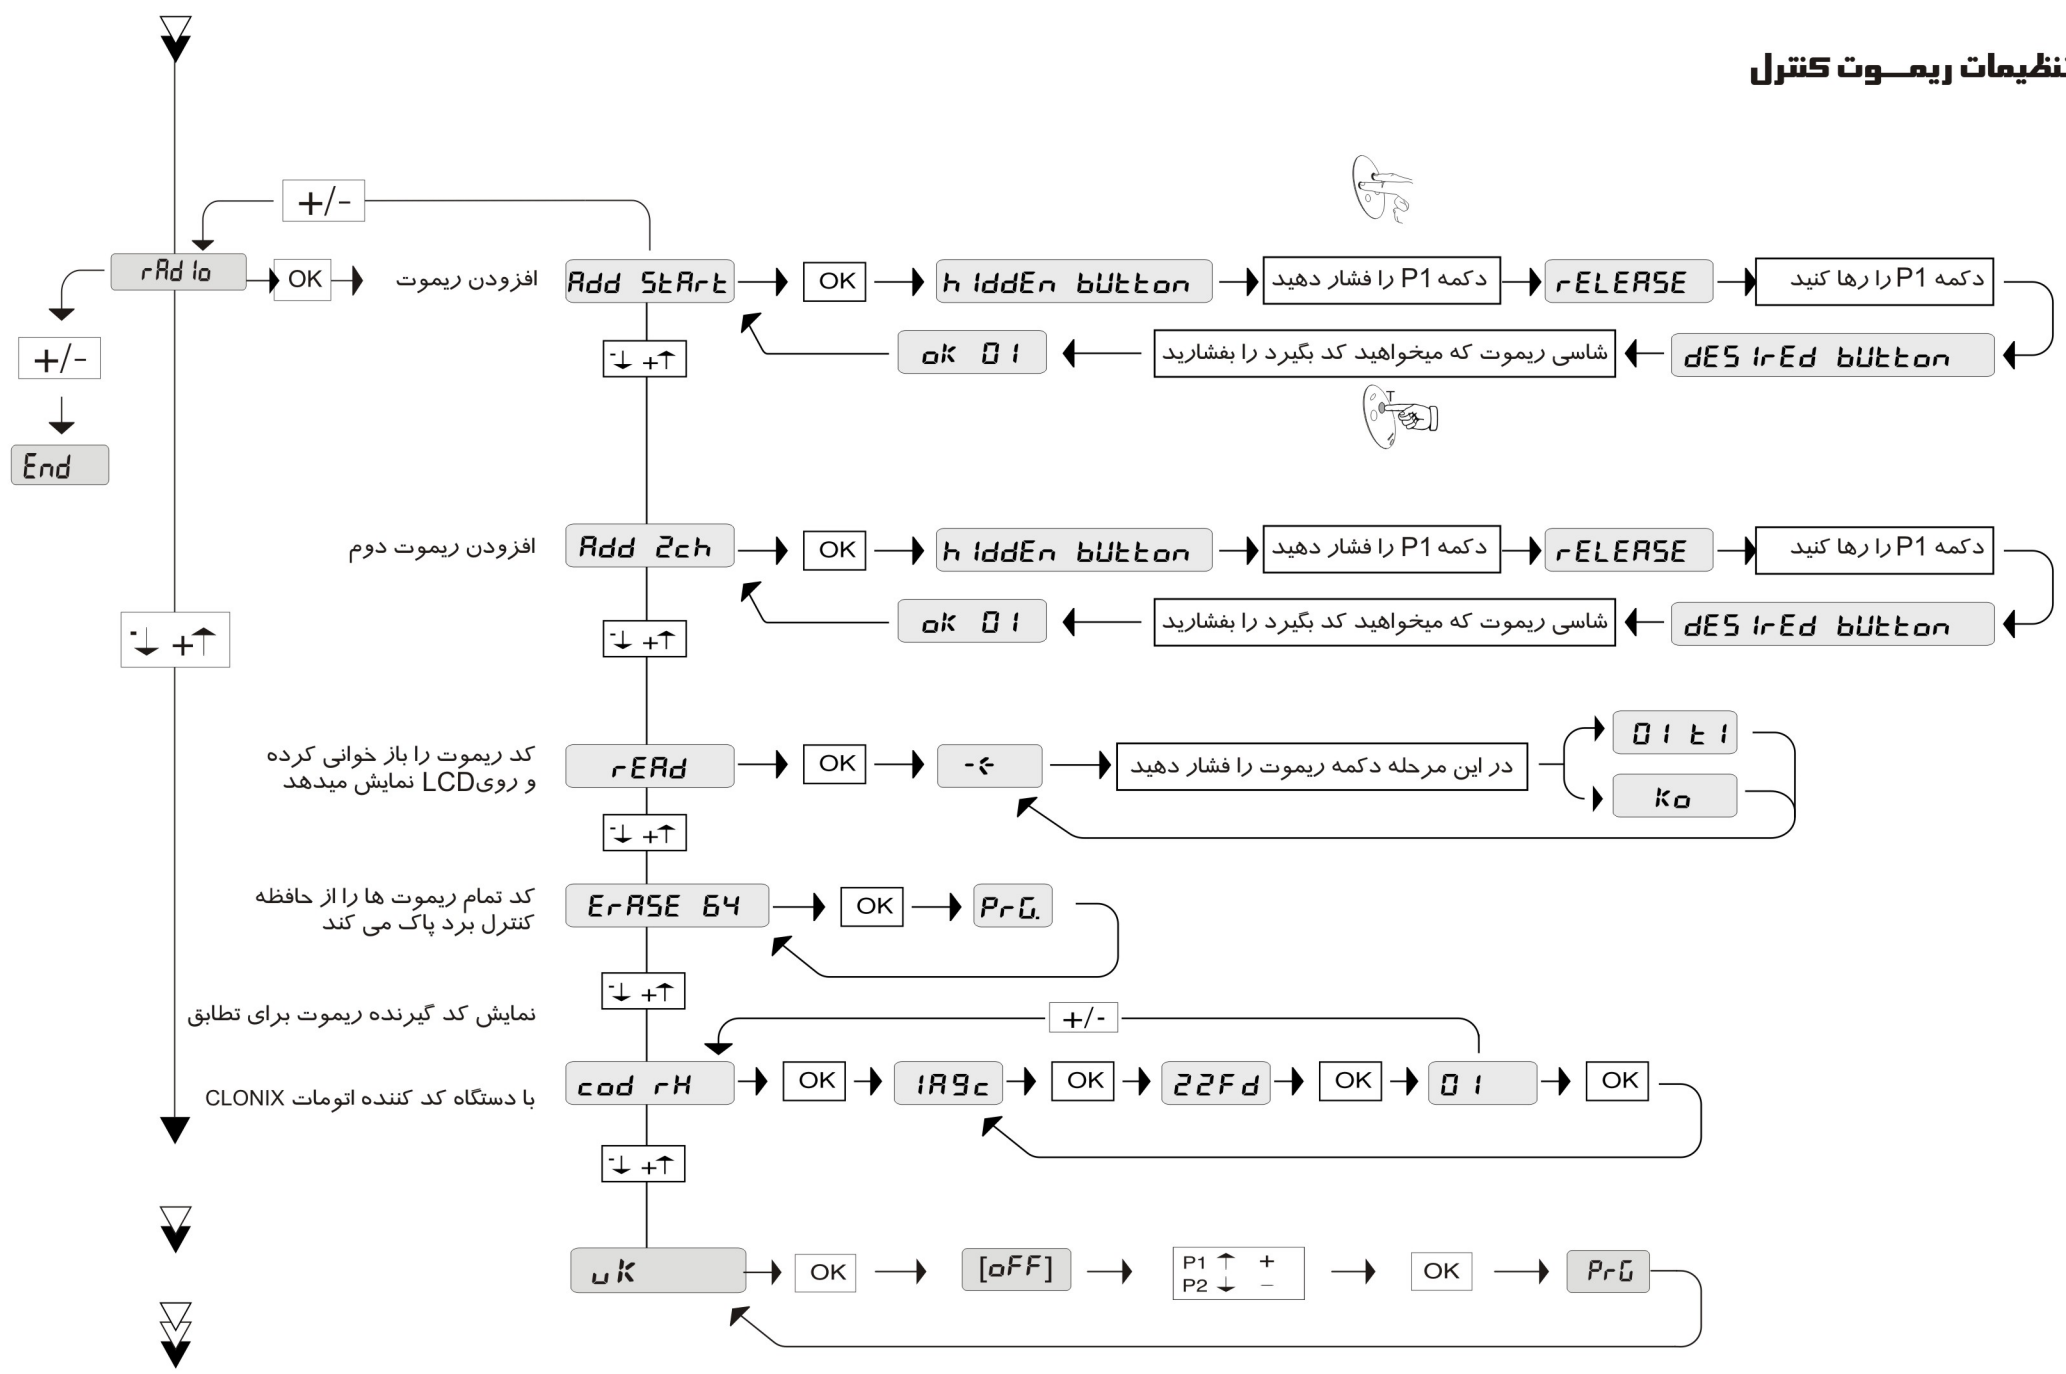 تنظیمات ریمـــوت کنترل
+/-
rAdIo
OK
افزودن ریموت
Add StArt
OK
hIddEn bUtton
دکمه P1 را فشار دهید
rELEASE
دکمه P1 را رها کنید
+/-
-↓ +↑
ok 01
شاسی ریموت که میخواهید کد بگیرد را بفشارید
dESIrEd bUtton
T
End
افزودن ریموت دوم
Add 2ch
OK
hIddEn bUtton
دکمه P1 را فشار دهید
rELEASE
دکمه P1 را رها کنید
-↓ +↑
-↓ +↑
ok 01
شاسی ریموت که میخواهید کد بگیرد را بفشارید
dESIrEd bUtton
کد ریموت را باز خوانی کرده
و روی LCD نمایش میدهد
rEAd
OK
-<-
در این مرحله دکمه ریموت را فشار دهید
01 t1
Ko
-↓ +↑
کد تمام ریموت ها را از حافظه
کنترل برد پاک می کند
ErASE 64
OK
PrG.
-↓ +↑
نمایش کد گیرنده ریموت برای تطابق
+/-
با دستگاه کد کننده اتومات CLONIX
cod rH
OK
1A9c
OK
22Fd
OK
01
OK
-↓ +↑
uK
OK
[oFF]
P1 ↑ +
P2 ↓ –
OK
PrG